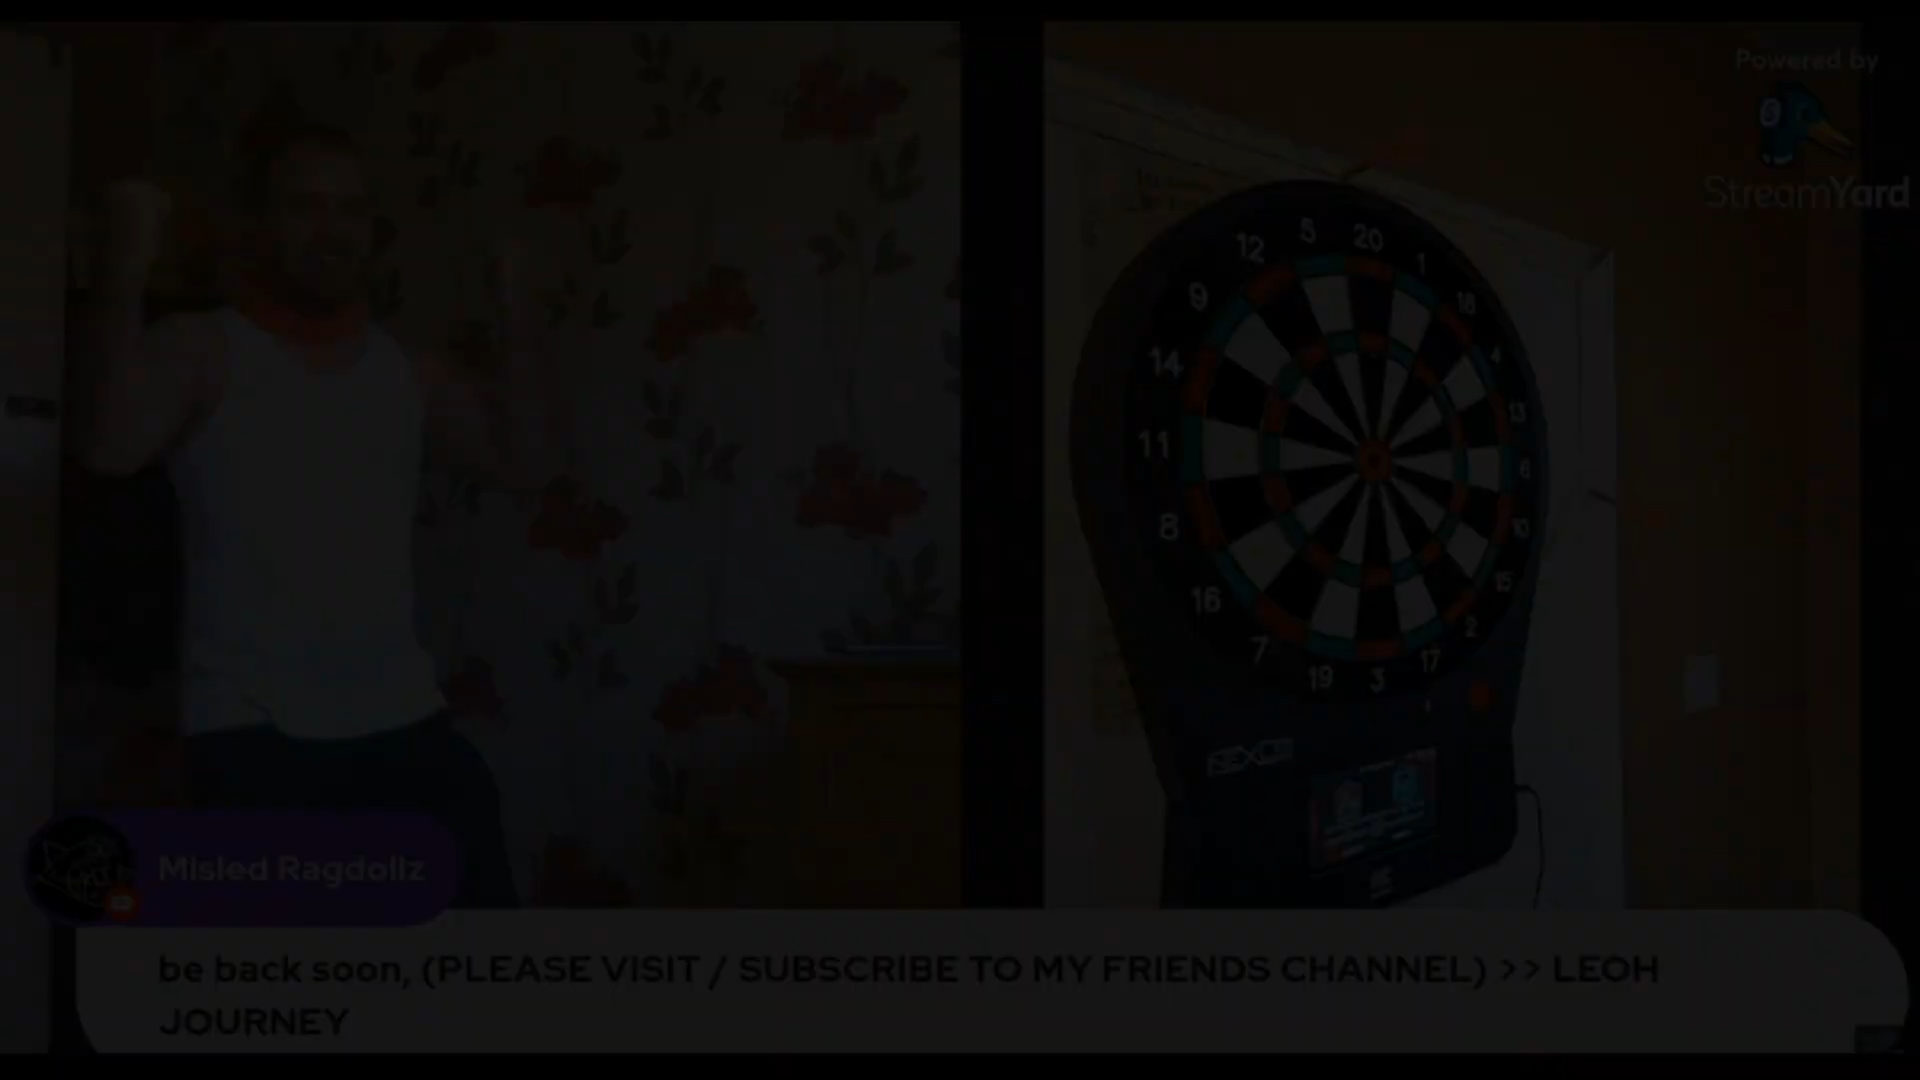 Powered by
StreamYard
12 5 20 1
9 18
14 4
11 13
8 6
16 10
7 15
19 3 17 2
NEXUS
Misled Ragdollz
be back soon, (PLEASE VISIT / SUBSCRIBE TO MY FRIENDS CHANNEL) >> LEOH
JOURNEY